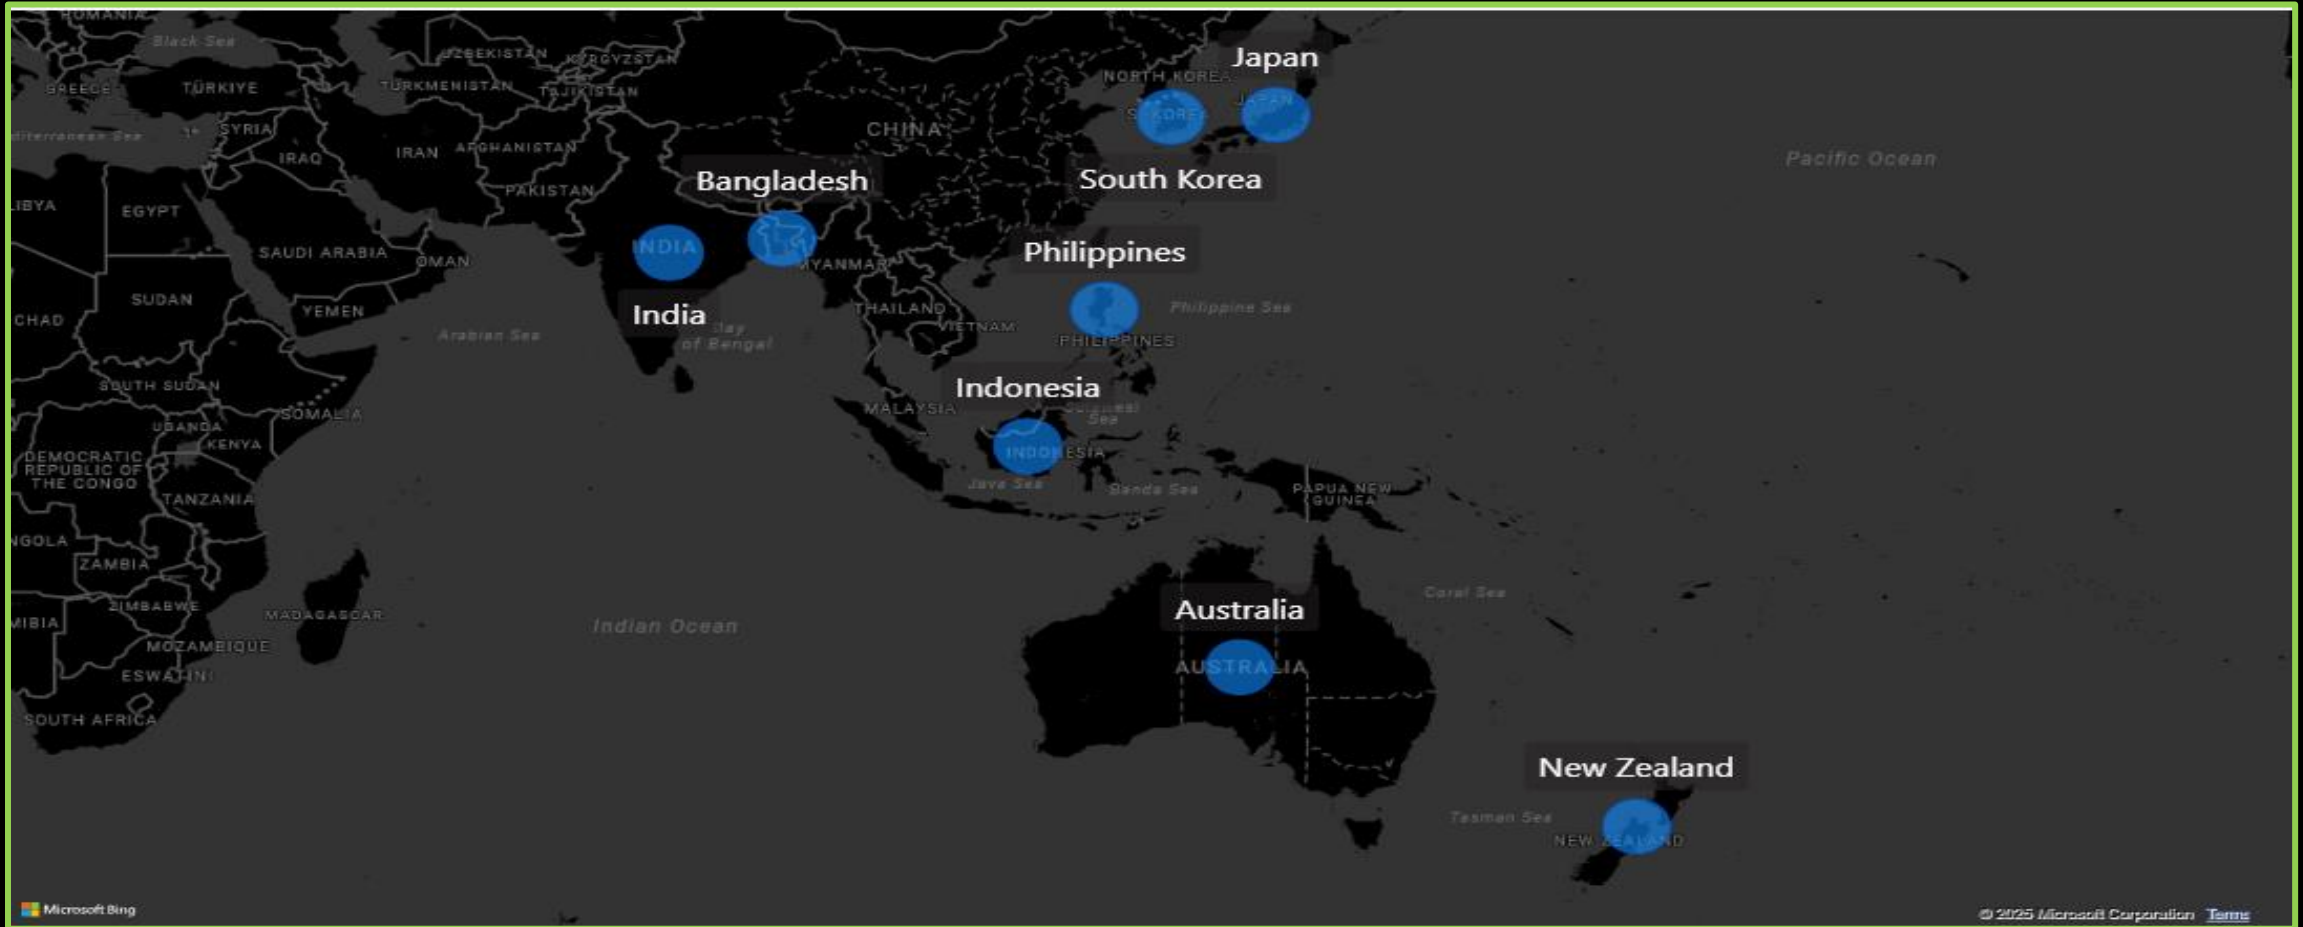 ROMANIA
Black Sea
UZBEKISTAN
KYRGYZSTAN
Japan
GREECE
TÜRKIYE
TURKMENISTAN
TAJIKISTAN
NORTH KOREA
JAPAN
S. KOREA
SYRIA
CHINA
IRAQ
IRAN
AFGHANISTAN
Pacific Ocean
Bangladesh
South Korea
PAKISTAN
EGYPT
INDIA
SAUDI ARABIA
OMAN
MYANMAR
Philippines
SUDAN
YEMEN
India
THAILAND
Philippine Sea
CHAD
Arabian Sea
Bay
of Bengal
VIETNAM
PHILIPPINES
SOUTH SUDAN
Indonesia
SOMALIA
MALAYSIA
Sea
UGANDA
KENYA
DEMOCRATIC
REPUBLIC OF
THE CONGO
INDONESIA
Java Sea
Banda Sea
PAPUA NEW
GUINEA
TANZANIA
NGOLA
ZAMBIA
ZIMBABWE
MADAGASCAR
Coral Sea
Australia
MIBIA
Indian Ocean
MOZAMBIQUE
AUSTRALIA
ESWATINI
SOUTH AFRICA
New Zealand
Tasman Sea
NEW ZEALAND
Microsoft Bing
© 2025 Microsoft Corporation Terms